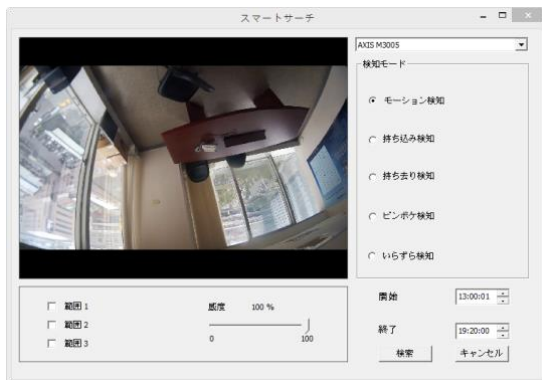 スマートサーチ
AXIS M3005
検知モード
モーション検知
持ち込み検知
持ち去り検知
ピンボケ検知
いらずら検知
範囲 1
範囲 2
範囲 3
感度 100 %
0 100
開始 13:00:01
終了 19:20:00
検索 キャンセル